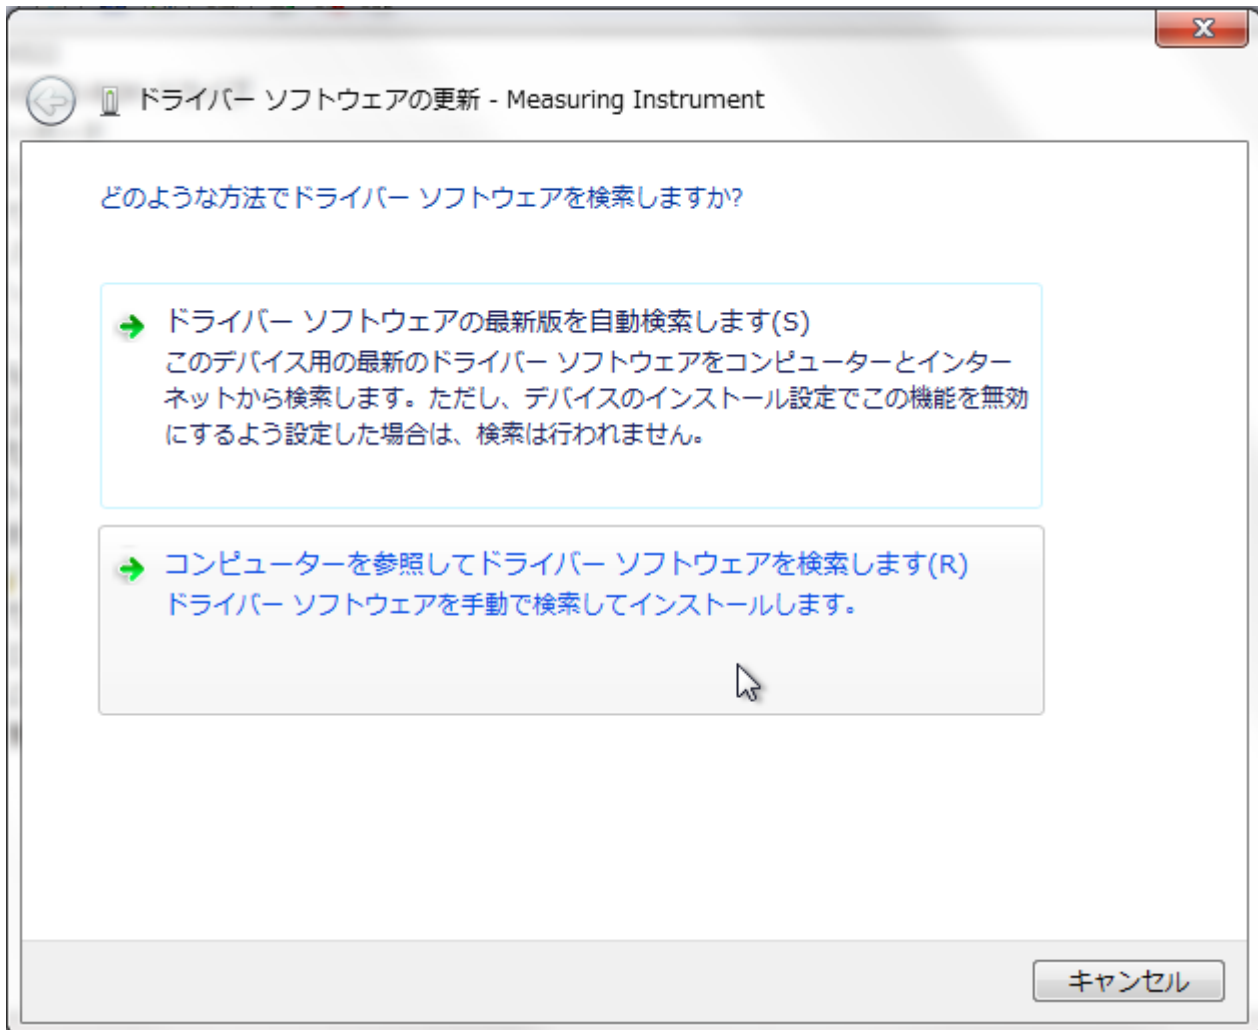 ドライバー ソフトウェアの更新 - Measuring Instrument
どのような方法でドライバー ソフトウェアを検索しますか?
ドライバー ソフトウェアの最新版を自動検索します(S)
このデバイス用の最新のドライバー ソフトウェアをコンピューターとインター
ネットから検索します。ただし、デバイスのインストール設定でこの機能を無効
にするよう設定した場合は、検索は行われません。
コンピューターを参照してドライバー ソフトウェアを検索します(R)
ドライバー ソフトウェアを手動で検索してインストールします。
キャンセル